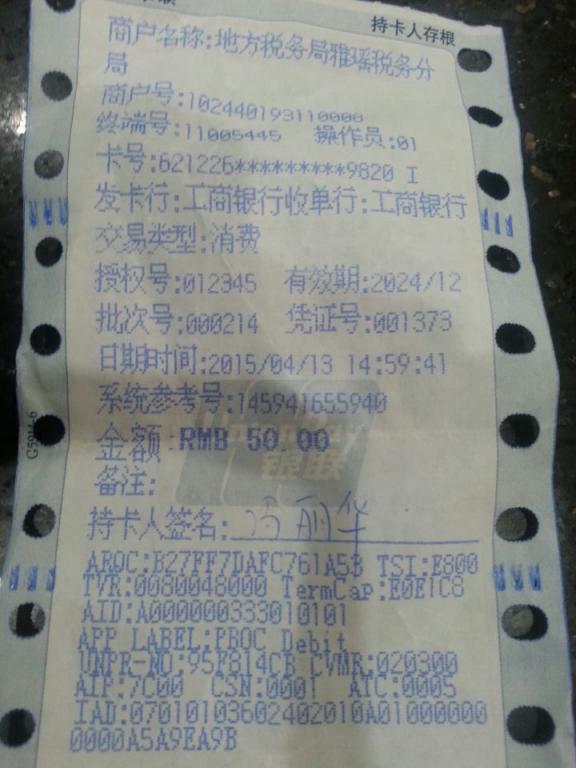 持卡人存根
商户名称:地方税务局雅瑶税务分
局
商户号:102440193110008
终端号:11005445 操作员:01
卡号:621226*********9820 I
发卡行:工商银行收单行:工商银行
交易类型:消费
授权号:012345 有效期:2024/12
批次号:000214 凭证号:001373
日期时间:2015/04/13 14:59:41
系统参考号:145941655940
金额:RMB 50.00
银联
备注:
持卡人签名:冯丽华
ARQC:B27FF7DAFC761A5B TSI:E800
TVR:0080048000 TermCap:E0E1C8
AID:A000000333010101
APP LABEL:PBOC Debit
UNPR-NO:95F814CB CVMR:020300
AIP:7C00 CSN:0001 ATC:0005
IAD:07010103602402010A01000000
0000A5A9EA9B